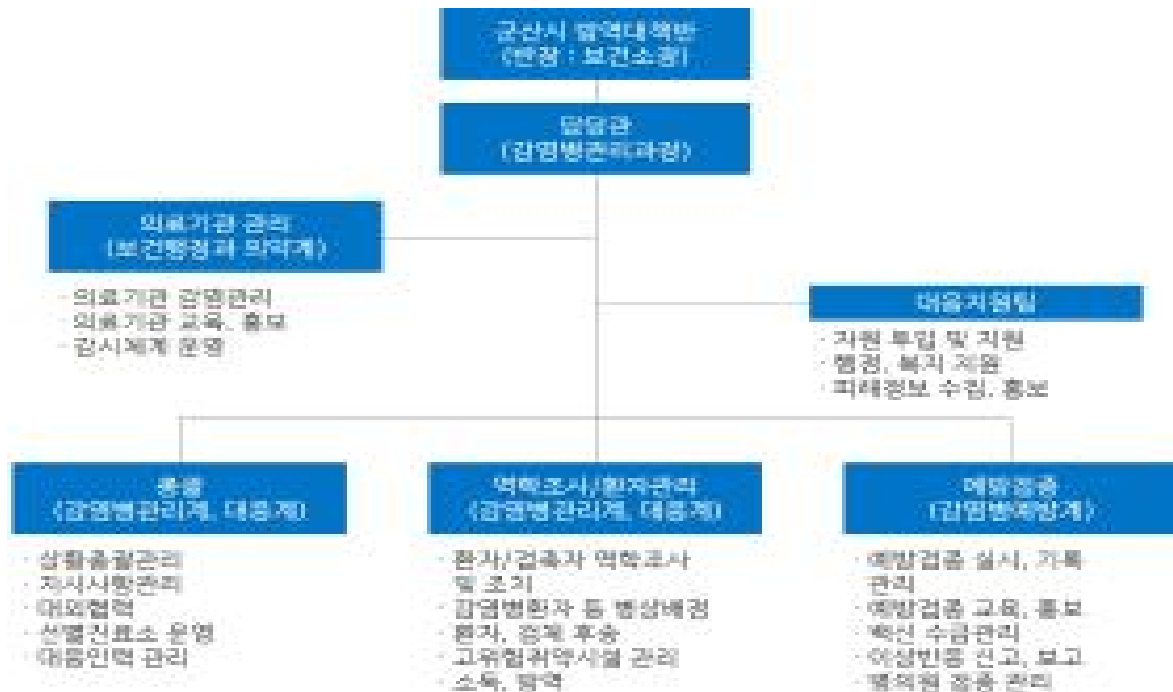 군산시 방역대책반
(반장 : 보건소장)
담당관
(감염병관리과장)
의료기관 관리
(보건행정과 의약계)
· 의료기관 감염관리
· 의료기관 교육, 홍보
· 감시체계 운영
대응지원팀
· 자원 투입 및 지원
· 행정, 복지 지원
· 피해정보 수집, 홍보
총괄
(감염병관리계, 대응계)
· 상황총괄관리
· 지시사항관리
· 대외협력
· 선별진료소 운영
· 대응인력 관리
역학조사/환자관리
(감염병관리계, 대응계)
· 환자/접촉자 역학조사
및 조치
· 감염병환자 등 병상배정
· 환자, 검체 후송
· 고위험취약시설 관리
· 소독, 방역
예방접종
(감염병예방계)
· 예방접종 실시, 기록
관리
· 예방접종 교육, 홍보
· 백신 수급관리
· 이상반응 신고, 보고
· 병의원 접종 관리